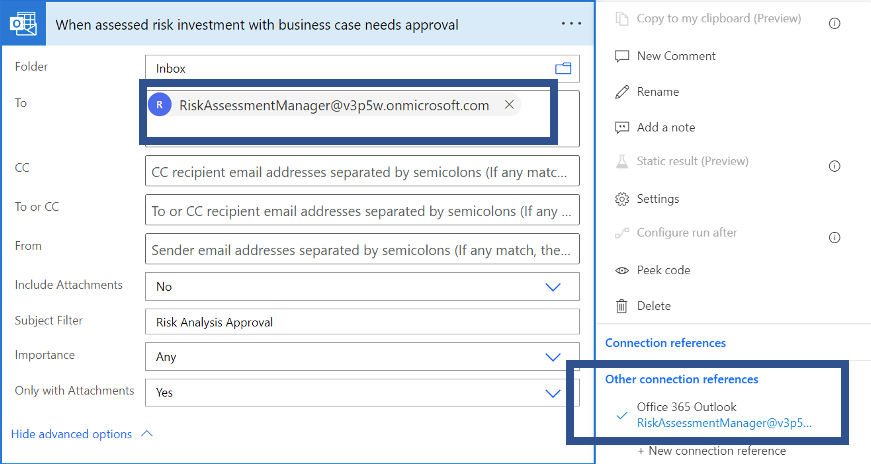 When assessed risk investment with business case needs approval
...
Folder
Inbox
To
R
RiskAssessmentManager@v3p5w.onmicrosoft.com
CC
CC recipient email addresses separated by semicolons (If any matc...
To or CC
To or CC recipient email addresses separated by semicolons (If any ...
From
Sender email addresses separated by semicolons (If any match, the...
Include Attachments
No
Subject Filter
Risk Analysis Approval
Importance
Any
Only with Attachments
Yes
Hide advanced options
Copy to my clipboard (Preview)
New Comment
Rename
Add a note
Static result (Preview)
Settings
Configure run after
Peek code
Delete
Connection references
Other connection references
Office 365 Outlook
RiskAssessmentManager@v3p5...
+ New connection reference